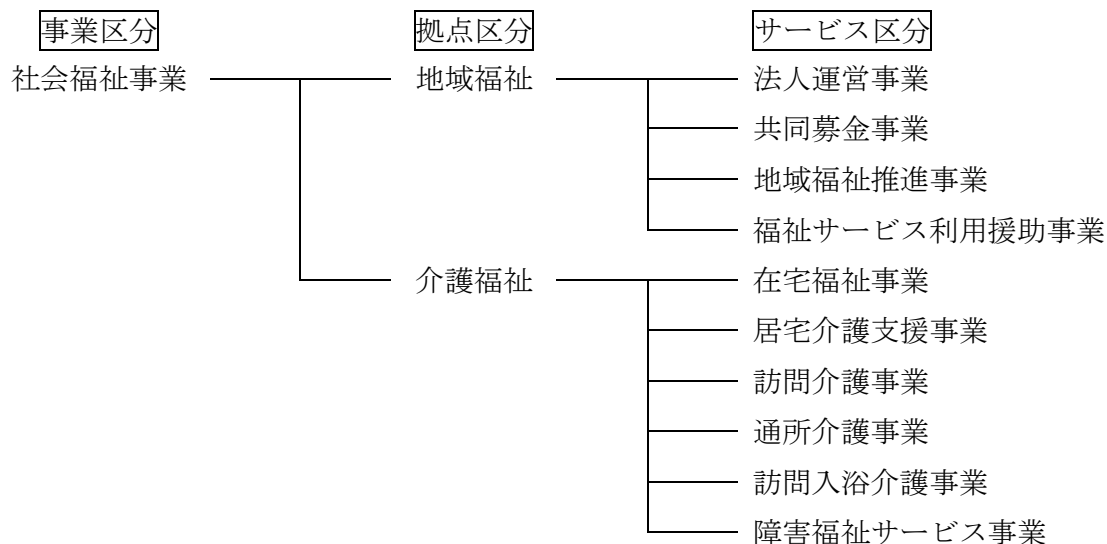 事業区分 拠点区分 サービス区分
社会福祉事業 地域福祉 法人運営事業
共同募金事業
地域福祉推進事業
福祉サービス利用援助事業
介護福祉 在宅福祉事業
居宅介護支援事業
訪問介護事業
通所介護事業
訪問入浴介護事業
障害福祉サービス事業